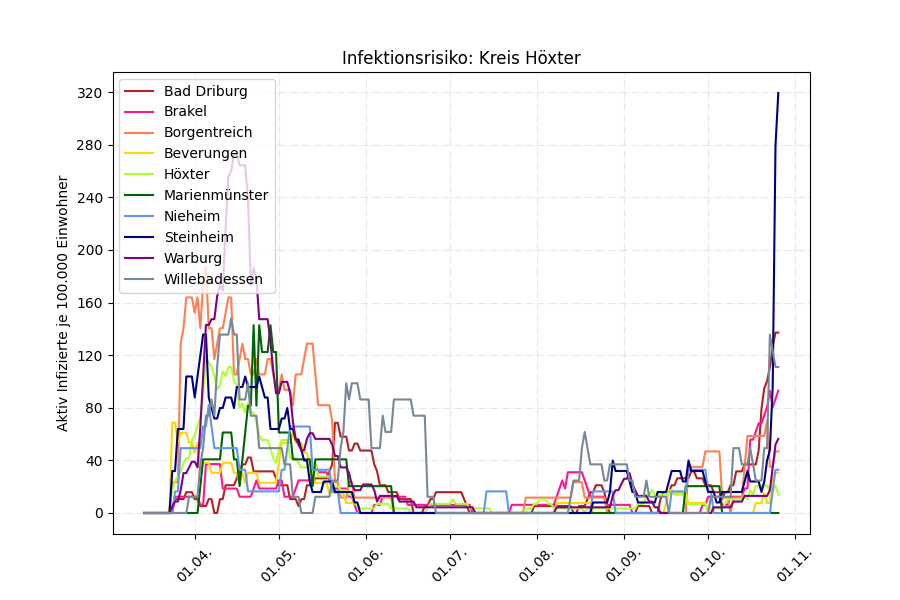 Infektionsrisiko: Kreis Höxter
Aktiv Infizierte je 100.000 Einwohner
320
280
240
200
160
120
80
40
0
Bad Driburg
Brakel
Borgentreich
Beverungen
Höxter
Marienmünster
Nieheim
Steinheim
Warburg
Willebadessen
01.04.
01.05.
01.06.
01.07.
01.08.
01.09.
01.10.
01.11.